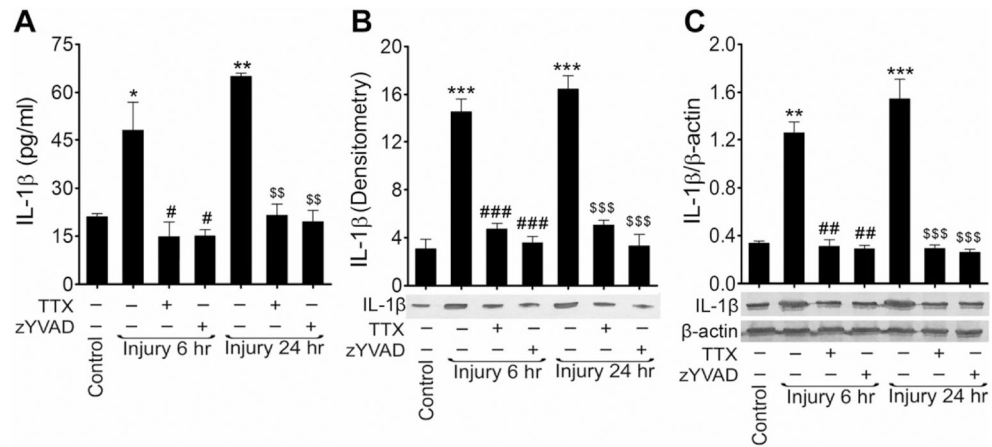 A
IL-1β (pg/ml)
75
60
45
30
15
0
* # # ** $$ $$
TTX – – + – – + –
zYVAD – – – + – – +
Control Injury 6 hr Injury 24 hr
B
IL-1β (Densitometry)
20
16
12
8
4
0
*** ### ### *** $$$ $$$
IL-1β
TTX – – + – – + –
zYVAD – – – + – – +
Control Injury 6 hr Injury 24 hr
C
IL-1β/β-actin
2.0
1.6
1.2
0.8
0.4
0.0
** ## ## *** $$$ $$$
IL-1β
β-actin
TTX – – + – – + –
zYVAD – – – + – – +
Control Injury 6 hr Injury 24 hr